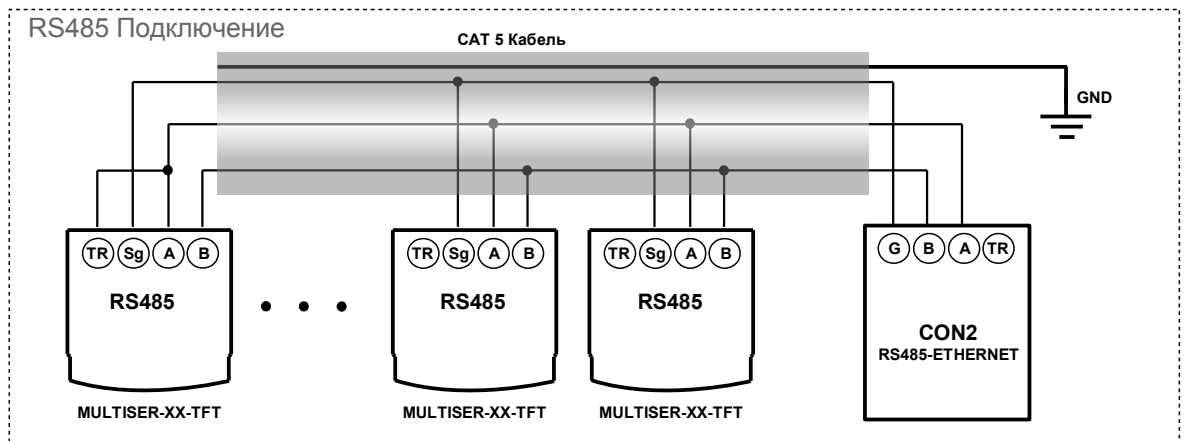 RS485 Подключение
CAT 5 Кабель
GND
TR Sg A B
TR Sg A B
TR Sg A B
G B A TR
RS485
RS485
RS485
CON2
RS485-ETHERNET
MULTISER-XX-TFT
MULTISER-XX-TFT
MULTISER-XX-TFT